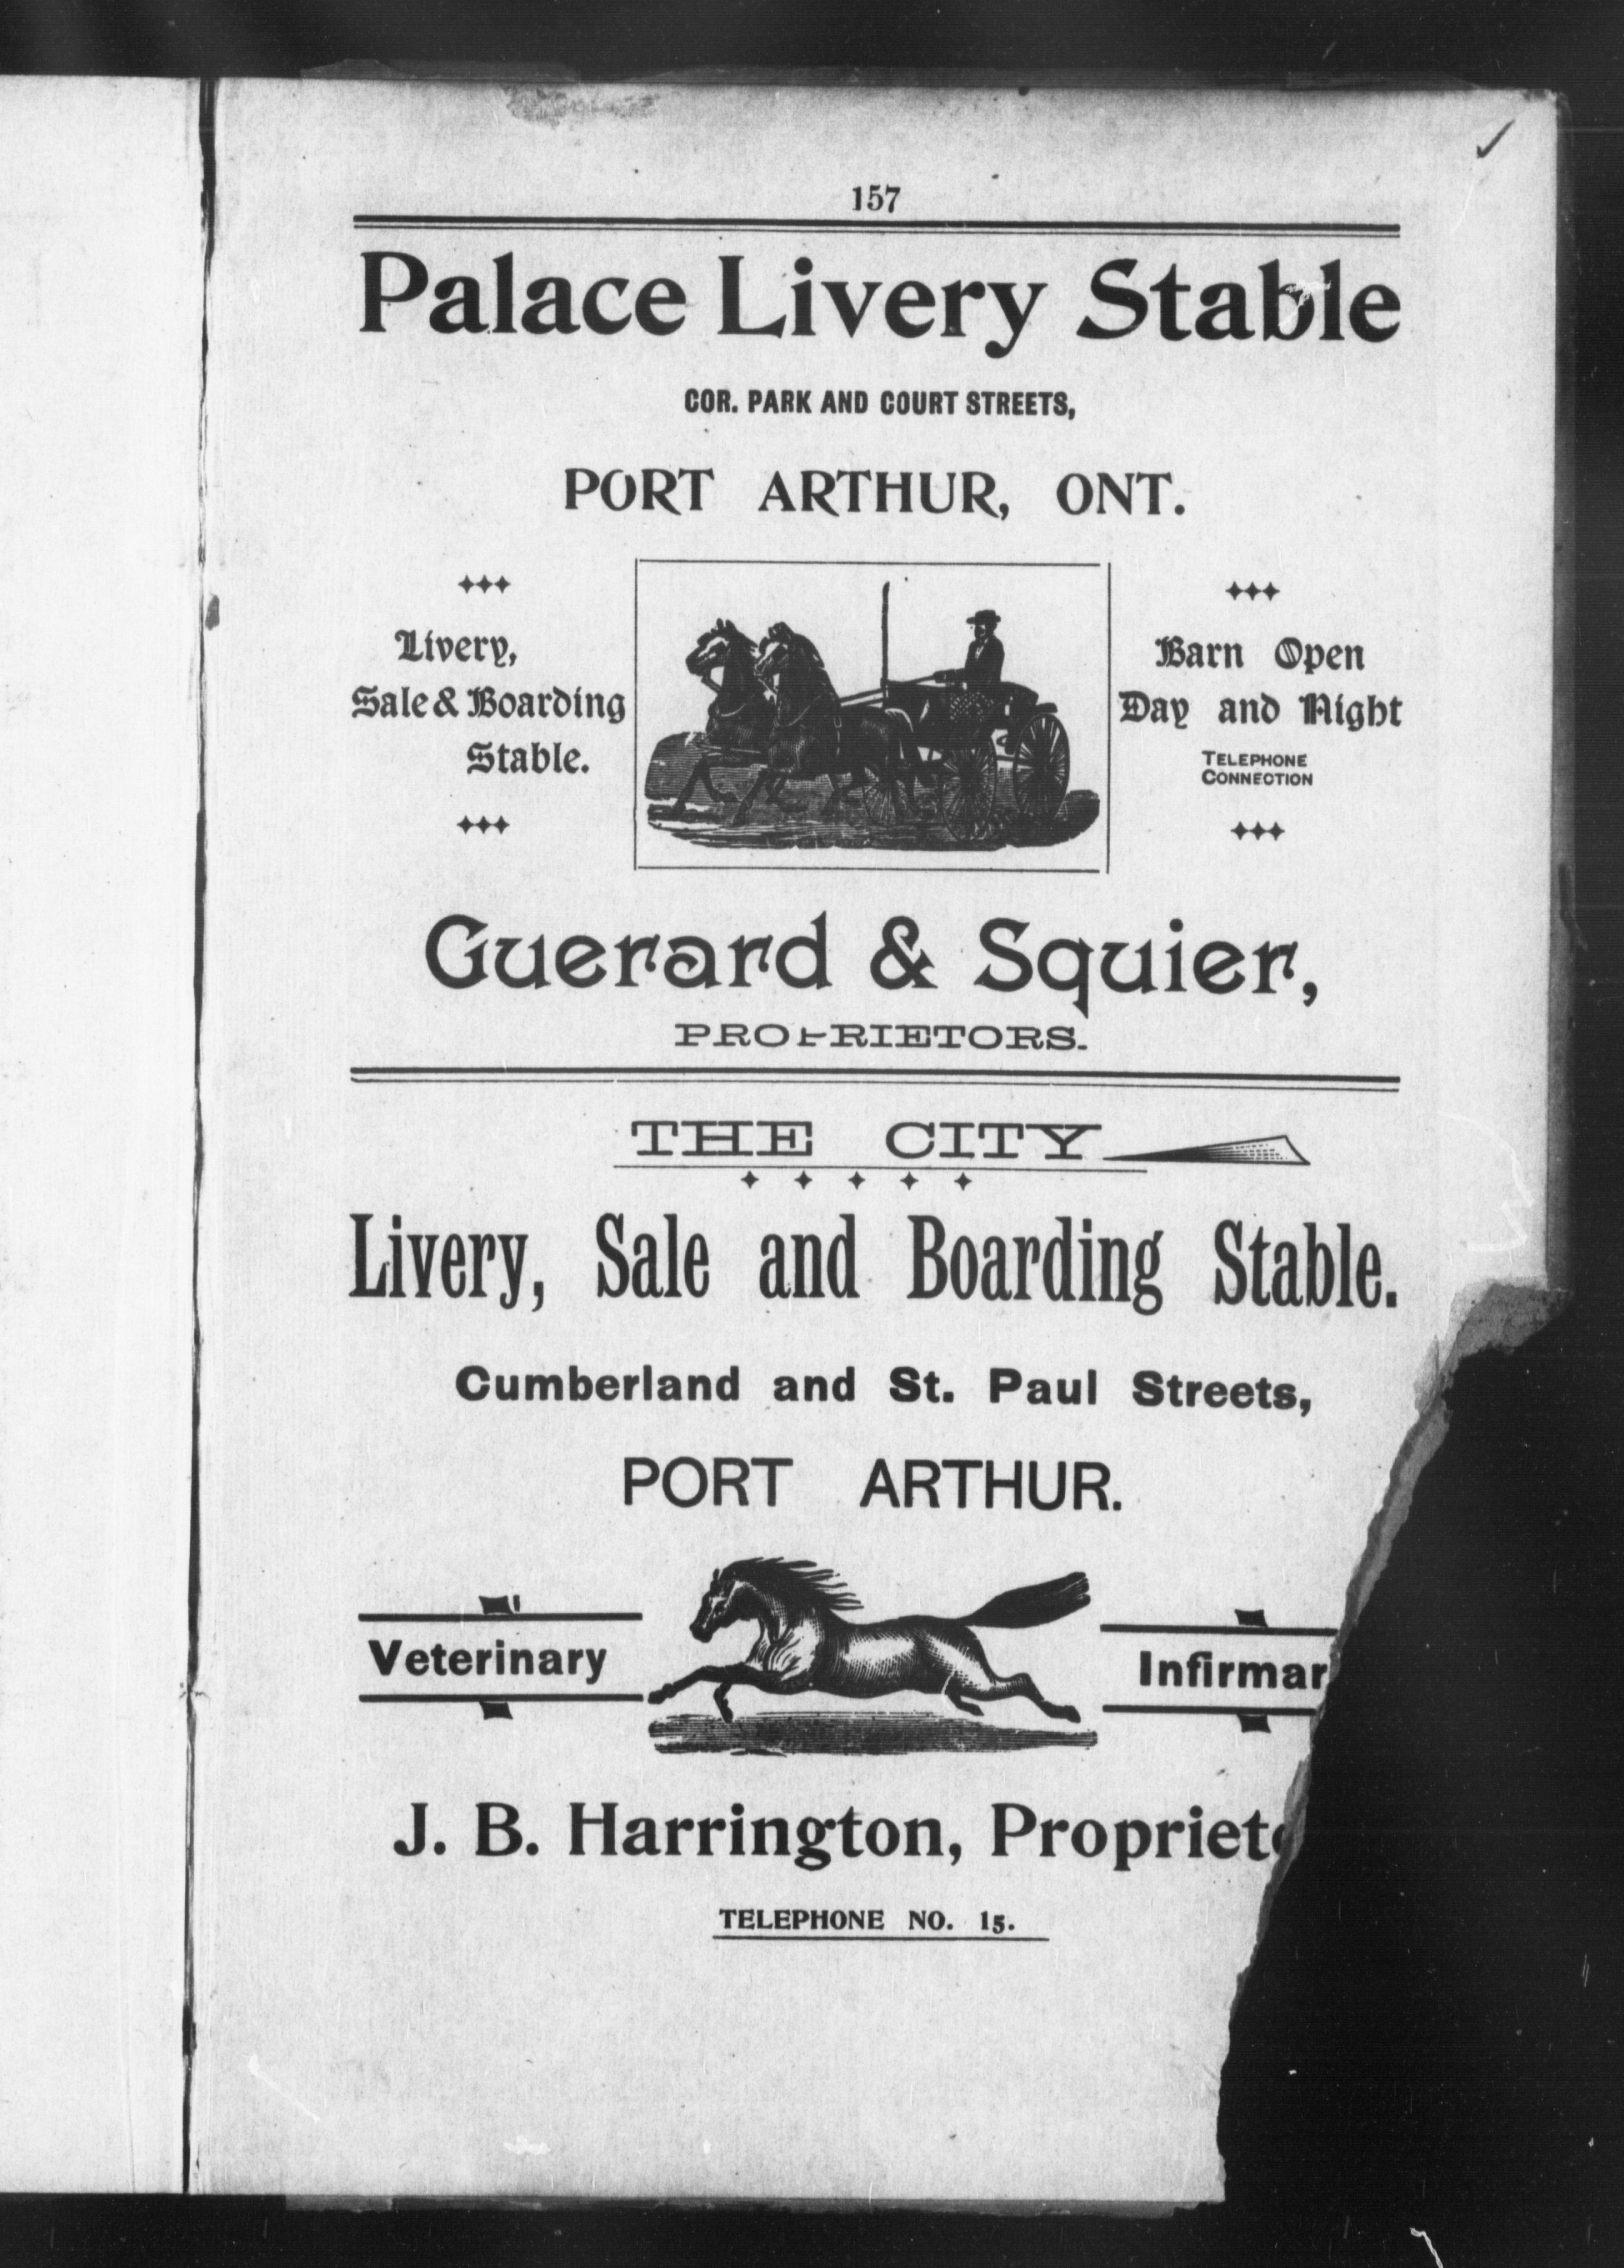 157
Palace Livery Stable
COR. PARK AND COURT STREETS,
PORT ARTHUR, ONT.
Livery,
Sale & Boarding
Stable.
Barn Open
Day and Night
TELEPHONE
CONNECTION
Guerard & Squier,
PROPRIETORS.
THE CITY
Livery, Sale and Boarding Stable.
Cumberland and St. Paul Streets,
PORT ARTHUR.
Veterinary
Infirmar
J. B. Harrington, Propriet
TELEPHONE NO. 15.